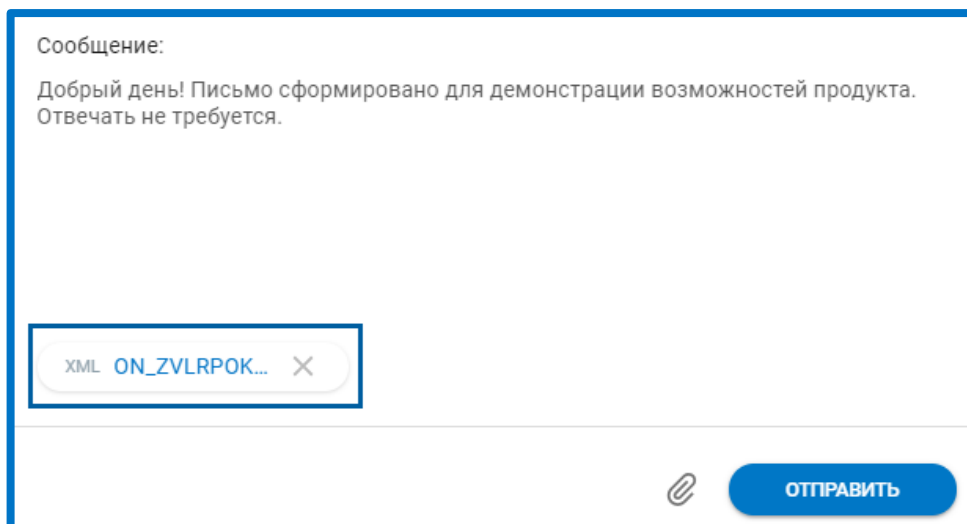 Сообщение:
Добрый день! Письмо сформировано для демонстрации возможностей продукта.
Отвечать не требуется.
XML ON_ZVLRPOK...
ОТПРАВИТЬ